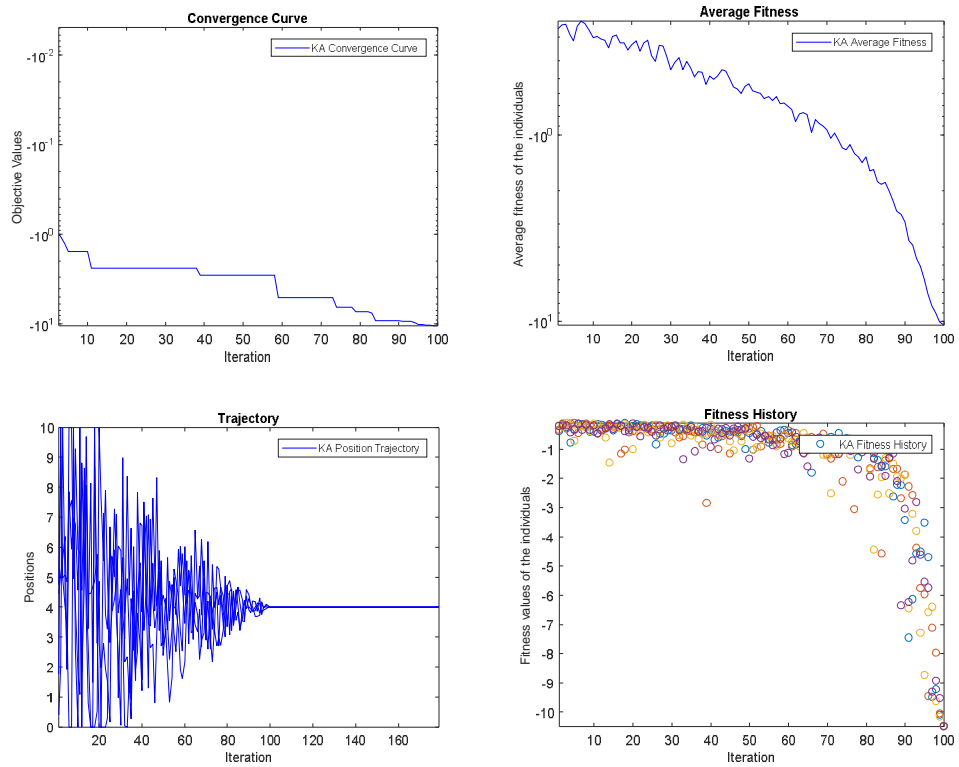 Convergence Curve
KA Convergence Curve
-10^-2
-10^-1
-10^0
-10^1
Objective Values
10 20 30 40 50 60 70 80 90 100
Iteration
Average Fitness
KA Average Fitness
-10^0
-10^1
Average fitness of the individuals
10 20 30 40 50 60 70 80 90 100
Iteration
Trajectory
KA Position Trajectory
10
9
8
7
6
5
4
3
2
1
0
Positions
20 40 60 80 100 120 140 160
Iteration
Fitness History
KA Fitness History
-1
-2
-3
-4
-5
-6
-7
-8
-9
-10
Fitness values of the individuals
10 20 30 40 50 60 70 80 90 100
Iteration